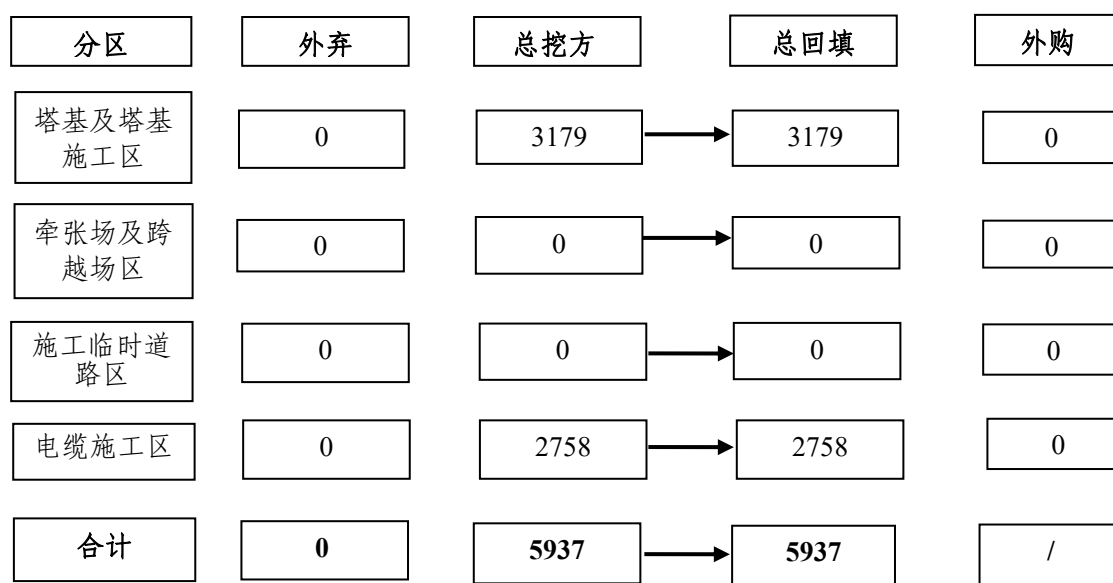 分区 外弃 总挖方 总回填 外购
塔基及塔基
施工区
0 3179 3179 0
牵张场及跨
越场区
0 0 0 0
施工临时道
路区
0 0 0 0
电缆施工区 0 2758 2758 0
合计 0 5937 5937 /